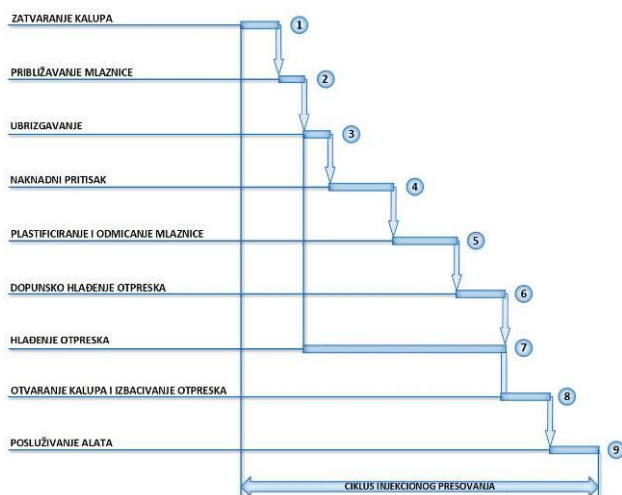 ZATVARANJE KALUPA 1
PRIBLIŽAVANJE MLAZNICE 2
UBRIZGAVANJE 3
NAKNADNI PRITISAK 4
PLASTIFICIRANJE I ODMICANJE MLAZNICE 5
DOPUNSKO HLAĐENJE OTPRESKA 6
HLAĐENJE OTPRESKA 7
OTVARANJE KALUPA I IZBACIVANJE OTPRESKA 8
POSLUŽIVANJE ALATA 9
CIKLUS INJEKCIONOG PRESOVANJA